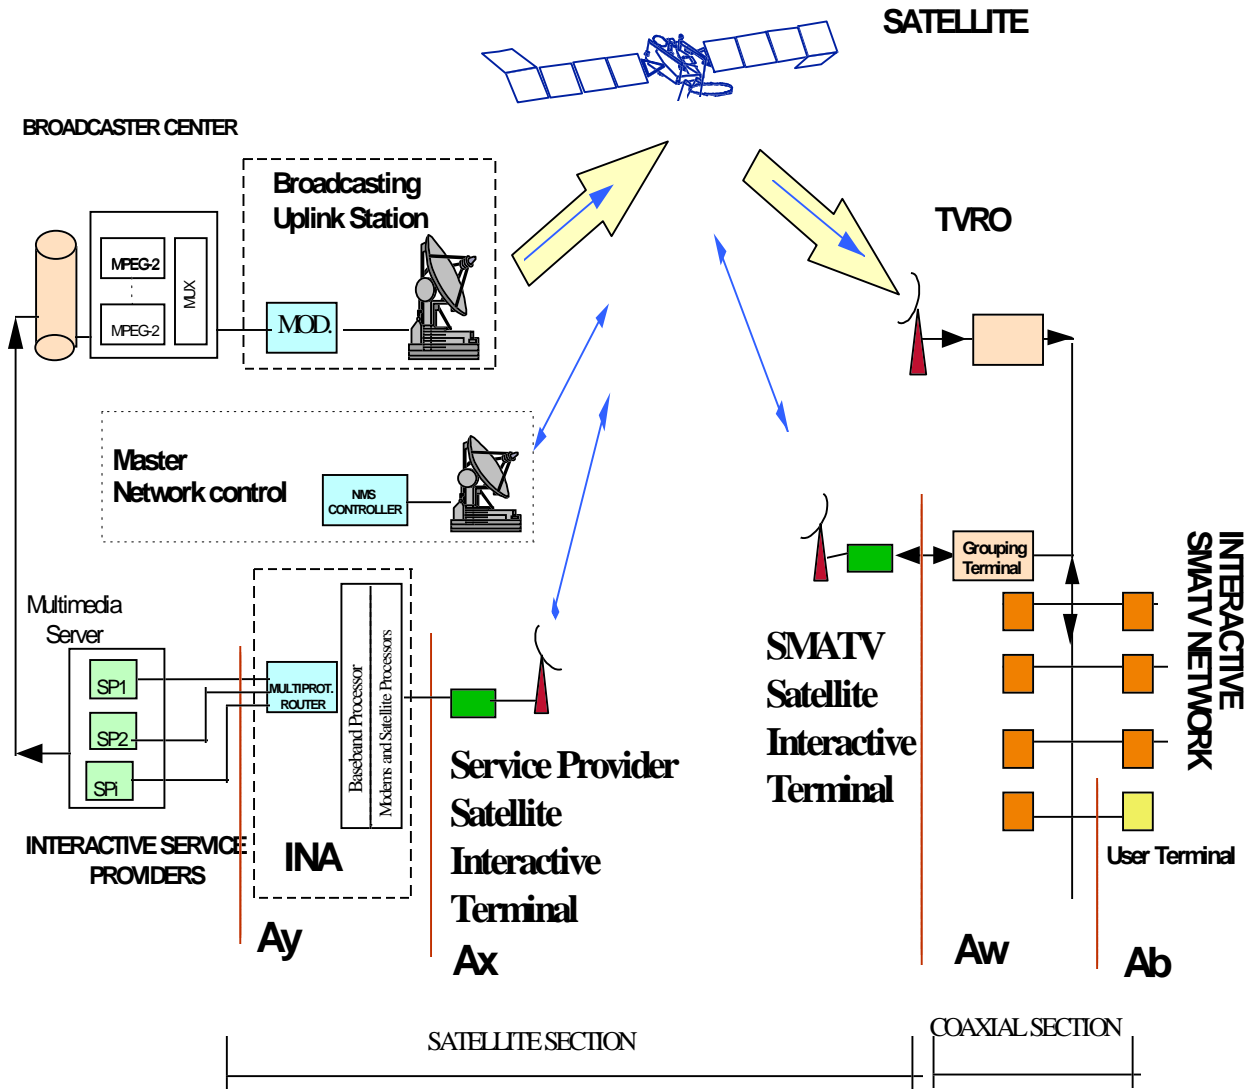 SATELLITE
BROADCASTER CENTER
Broadcasting
Uplink Station
TVRO
MPEG-2
MUX
MPEG-2
MOD.
Master
Network control
NMS
CONTROLLER
Grouping
Terminal
INTERACTIVE
SMATV NETWORK
Multimedia
Server
SP1
SP2
SPi
MULTIPROT.
ROUTER
Baseband Processor
Modems and Satellite Processors
SMATV
Satellite
Interactive
Terminal
Service Provider
Satellite
Interactive
Terminal
INTERACTIVE SERVICE
PROVIDERS
INA
User Terminal
Ay
Ax
Aw
Ab
SATELLITE SECTION
COAXIAL SECTION